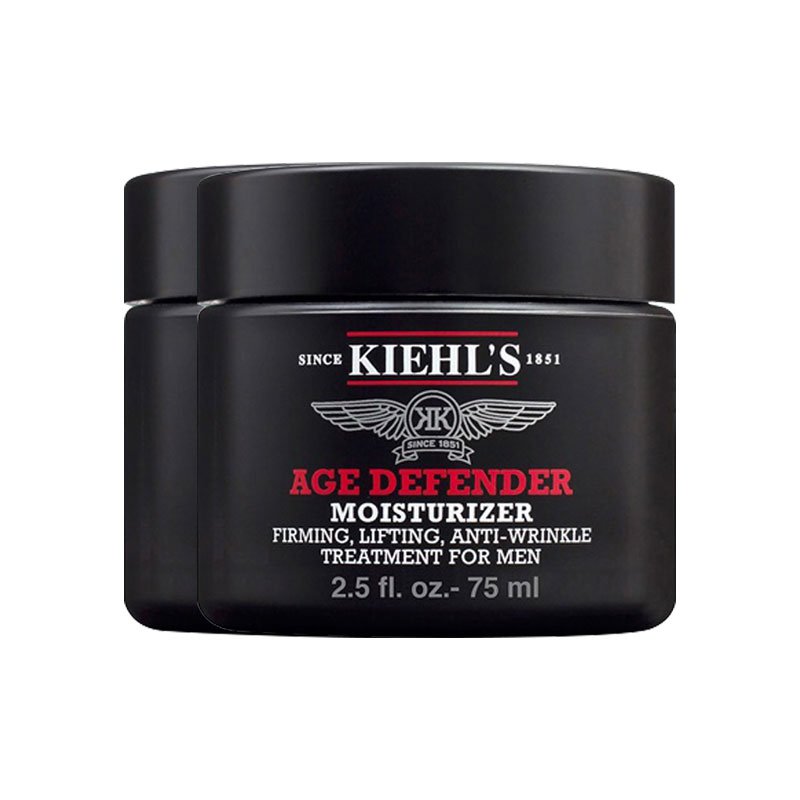 SINCE KIEHL'S 1851
KK
SINCE 1851
AGE DEFENDER
MOISTURIZER
FIRMING, LIFTING, ANTI-WRINKLE
TREATMENT FOR MEN
2.5 fl. oz.- 75 ml